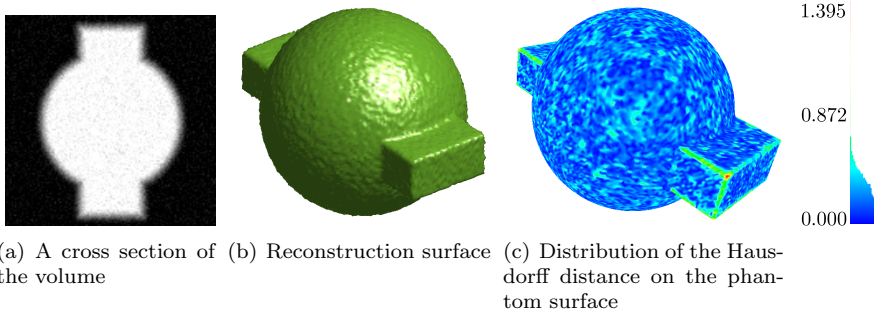 1.395
0.872
0.000
(a) A cross section of
the volume
(b) Reconstruction surface
(c) Distribution of the Haus-
dorff distance on the phan-
tom surface